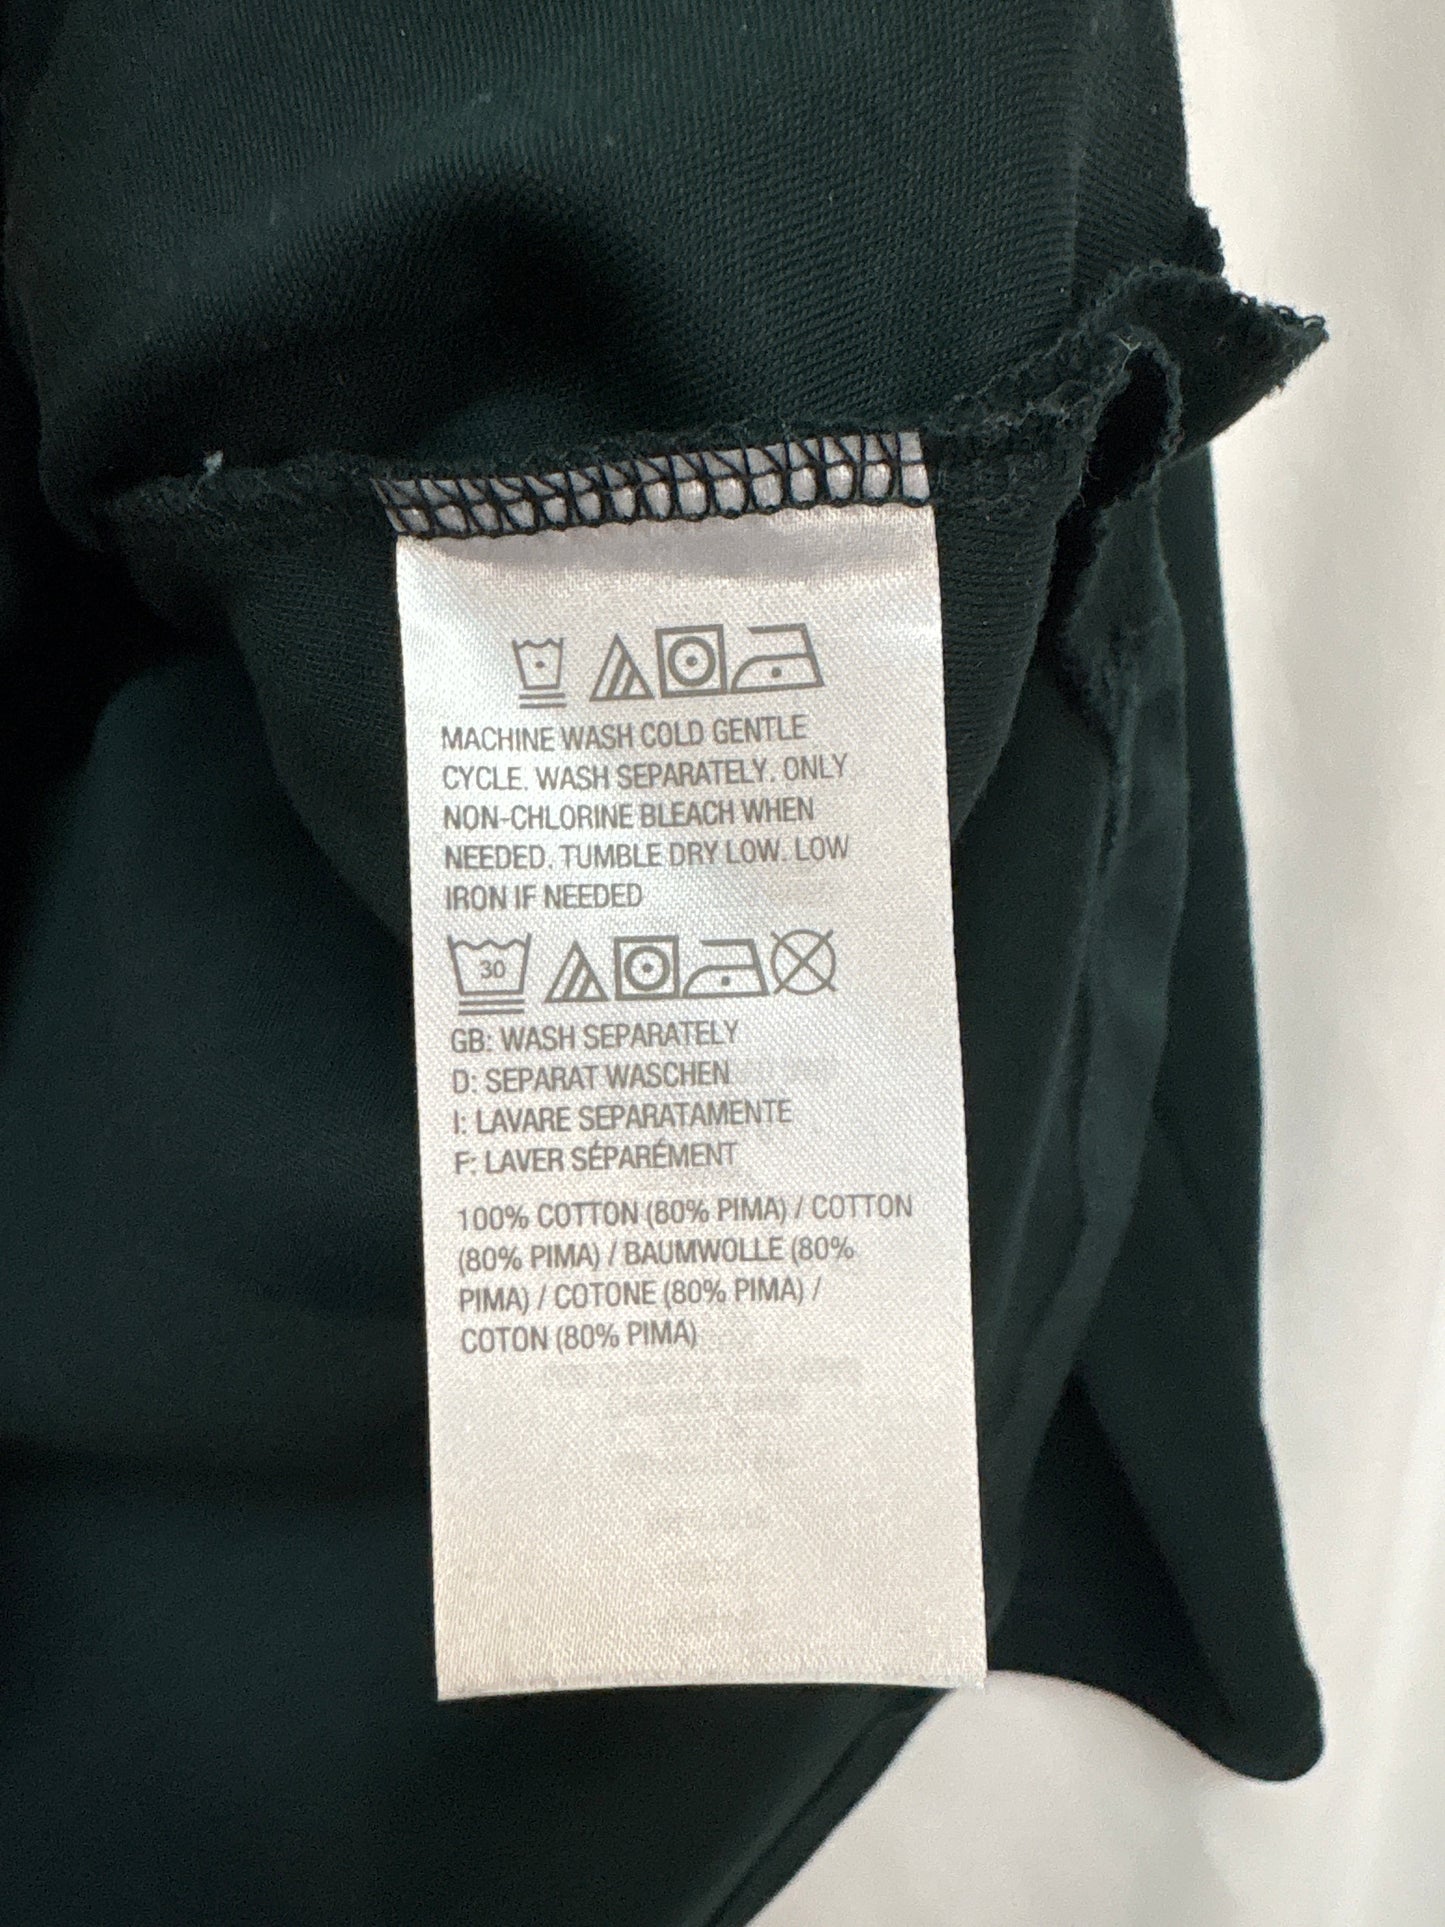 MACHINE WASH COLD GENTLE
CYCLE. WASH SEPARATELY. ONLY
NON-CHLORINE BLEACH WHEN
NEEDED. TUMBLE DRY LOW. LOW
IRON IF NEEDED
30
GB: WASH SEPARATELY
D: SEPARAT WASCHEN
I: LAVARE SEPARATAMENTE
F: LAVER SÉPARÉMENT
100% COTTON (80% PIMA) / COTTON
(80% PIMA) / BAUMWOLLE (80%
PIMA) / COTONE (80% PIMA) /
COTON (80% PIMA)